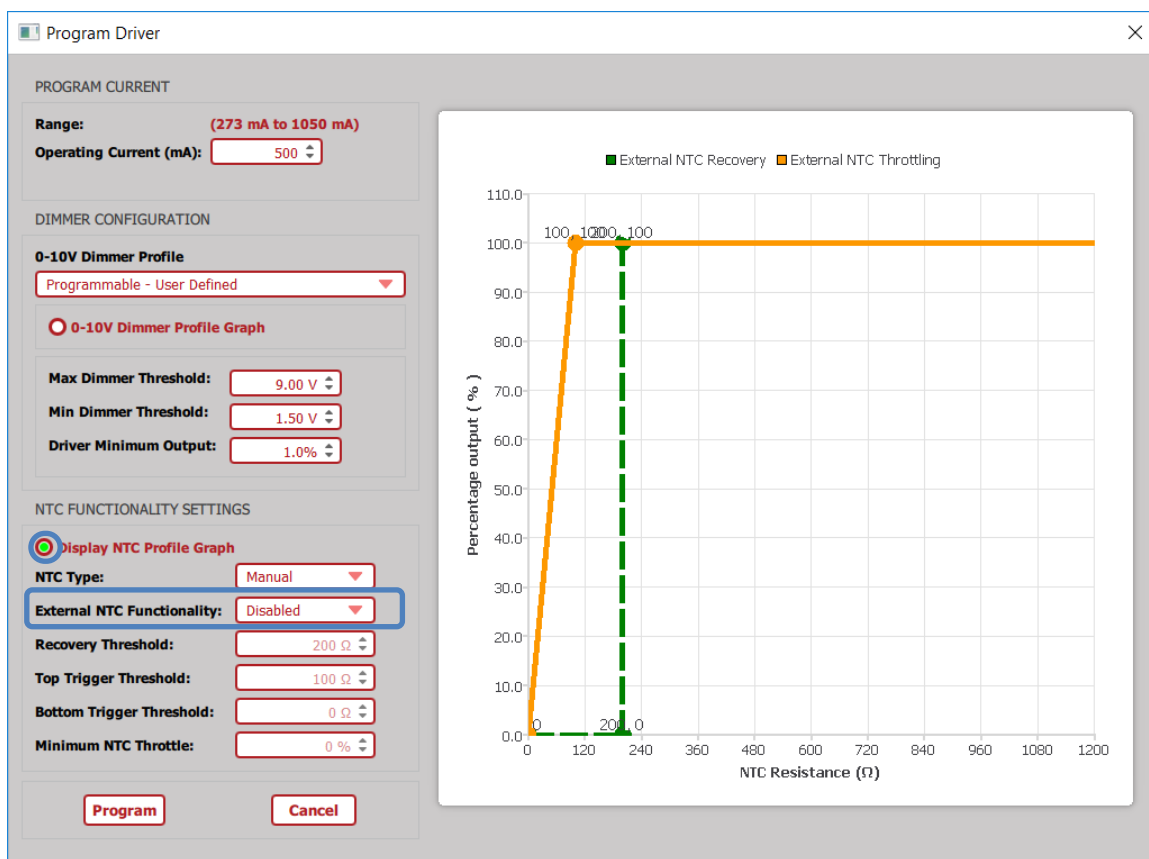 Program Driver
PROGRAM CURRENT
Range: (273 mA to 1050 mA)
Operating Current (mA): 500
DIMMER CONFIGURATION
0-10V Dimmer Profile
Programmable - User Defined
0-10V Dimmer Profile Graph
Max Dimmer Threshold: 9.00 V
Min Dimmer Threshold: 1.50 V
Driver Minimum Output: 1.0%
NTC FUNCTIONALITY SETTINGS
Display NTC Profile Graph
NTC Type: Manual
External NTC Functionality: Disabled
Recovery Threshold: 200 Ω
Top Trigger Threshold: 100 Ω
Bottom Trigger Threshold: 0 Ω
Minimum NTC Throttle: 0 %
Program Cancel
External NTC Recovery External NTC Throttling
110.0
100, 100 200, 100
100.0
90.0
80.0
70.0
60.0
50.0
40.0
30.0
20.0
10.0
0 200, 0
0.0
Percentage output ( % )
0 120 240 360 480 600 720 840 960 1080 1200
NTC Resistance (Ω)